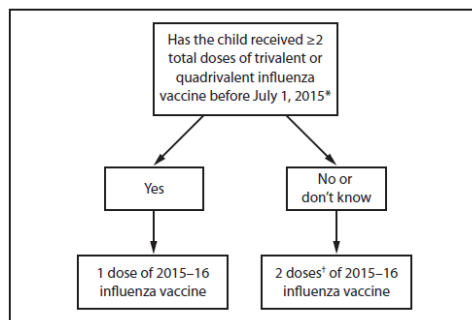 Has the child received ≥2
total doses of trivalent or
quadrivalent influenza
vaccine before July 1, 2015*
Yes
No or
don't know
1 dose of 2015–16
influenza vaccine
2 doses† of 2015–16
influenza vaccine